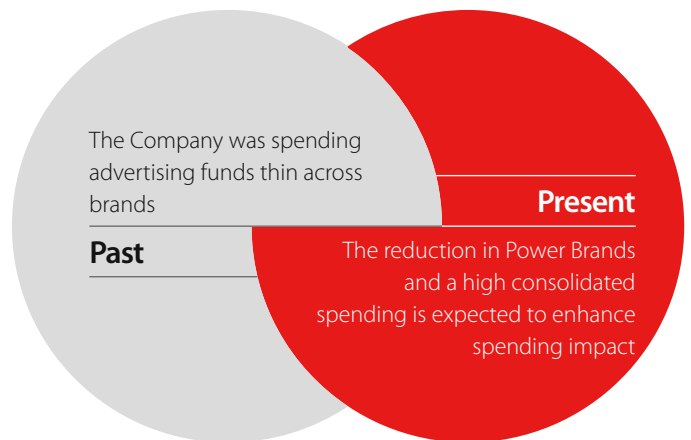 The Company was spending
advertising funds thin across
brands
Past
Present
The reduction in Power Brands
and a high consolidated
spending is expected to enhance
spending impact